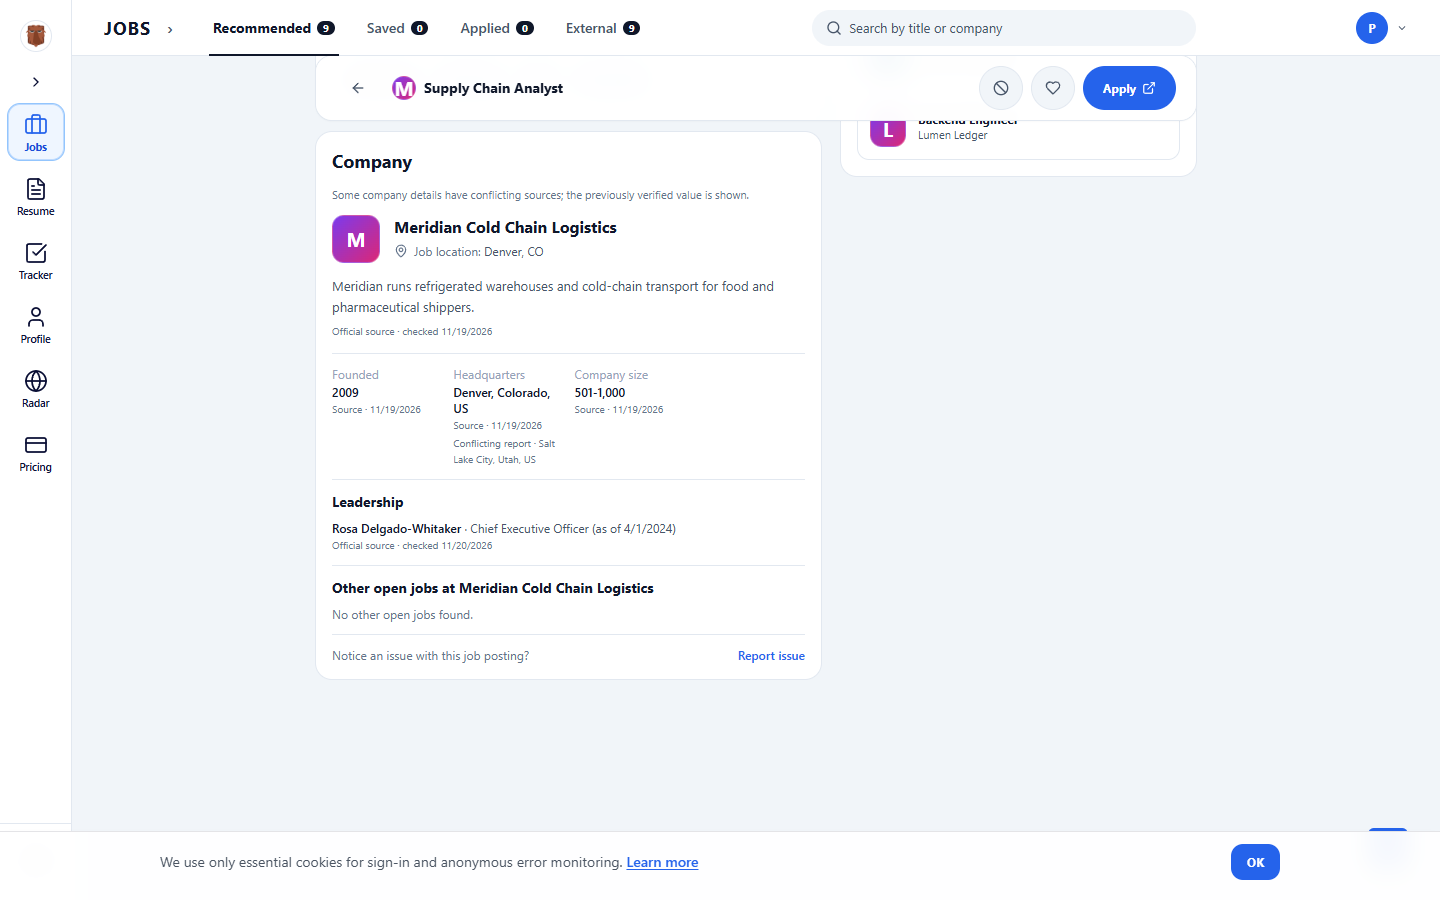 JOBS
Recommended 9
Saved 0
Applied 0
External 9
Search by title or company
P
Jobs
Resume
Tracker
Profile
Radar
Pricing
M Supply Chain Analyst
Apply
L
Backend Engineer
Lumen Ledger
Company
Some company details have conflicting sources; the previously verified value is shown.
M
Meridian Cold Chain Logistics
Job location: Denver, CO
Meridian runs refrigerated warehouses and cold-chain transport for food and
pharmaceutical shippers.
Official source · checked 11/19/2026
Founded
2009
Source · 11/19/2026
Headquarters
Denver, Colorado,
US
Source · 11/19/2026
Conflicting report · Salt
Lake City, Utah, US
Company size
501-1,000
Source · 11/19/2026
Leadership
Rosa Delgado-Whitaker · Chief Executive Officer (as of 4/1/2024)
Official source · checked 11/20/2026
Other open jobs at Meridian Cold Chain Logistics
No other open jobs found.
Notice an issue with this job posting?
Report issue
We use only essential cookies for sign-in and anonymous error monitoring. Learn more
OK